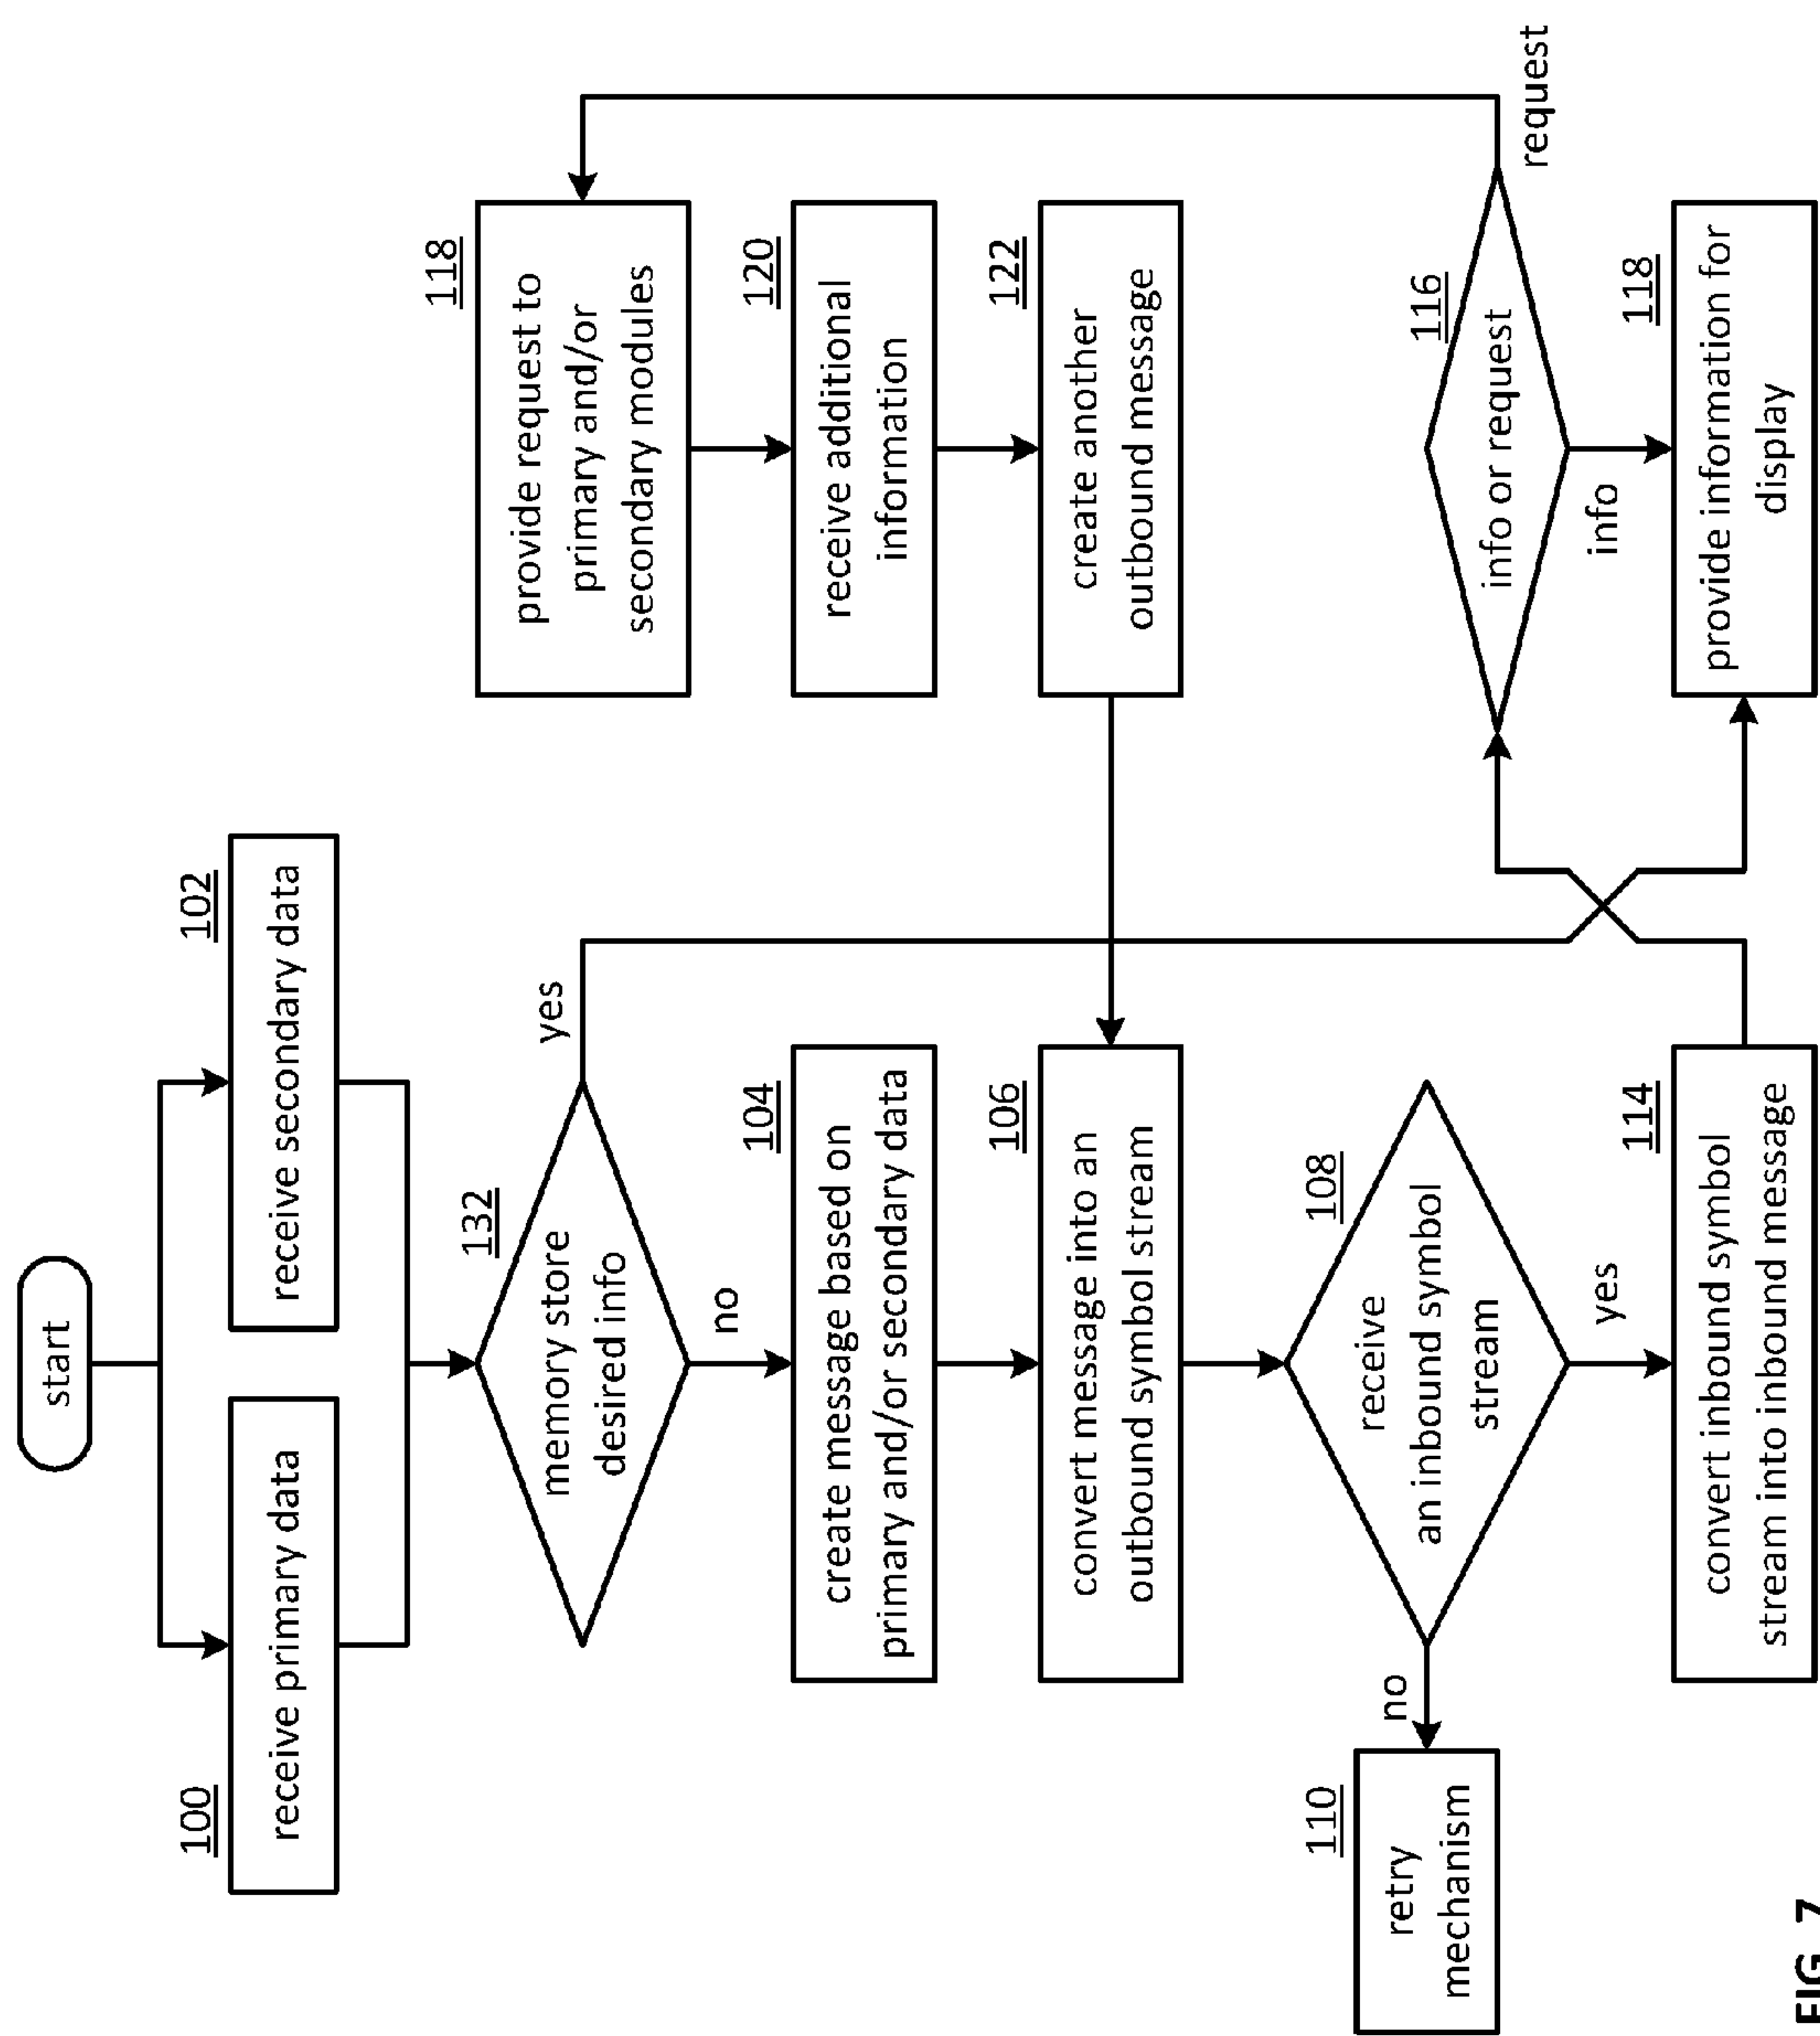 start
100
receive primary data
102
receive secondary data
132
memory store
desired info
yes
no
104
create message based on
primary and/or secondary data
106
convert message into an
outbound symbol stream
108
receive
an inbound symbol
stream
no
110
retry
mechanism
yes
114
convert inbound symbol
stream into inbound message
118
provide request to
primary and/or
secondary modules
120
receive additional
information
122
create another
outbound message
116
info or request
request
info
118
provide information for
display
FIG. 7